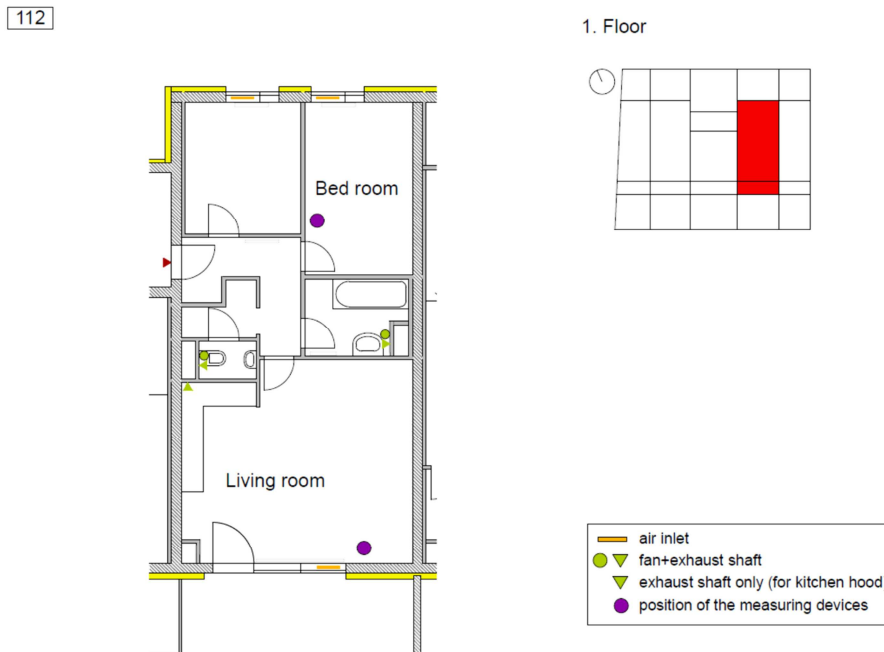 112
1. Floor
Bed room
Living room
air inlet
fan+exhaust shaft
exhaust shaft only (for kitchen hood
position of the measuring devices